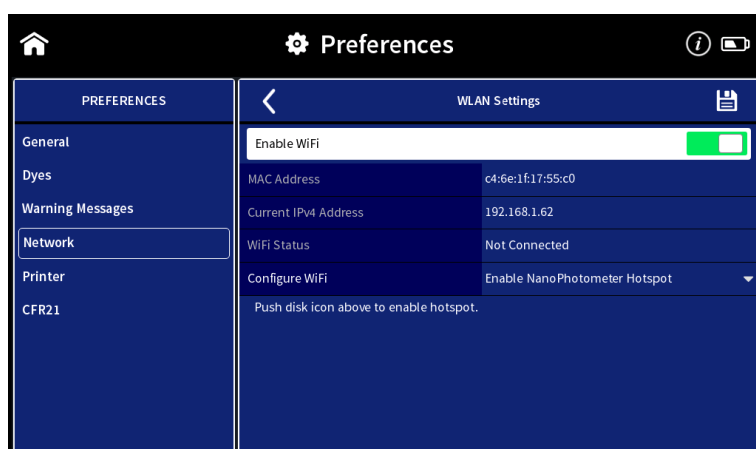 Preferences
PREFERENCES
General
Dyes
Warning Messages
Network
Printer
CFR21
WLAN Settings
Enable WiFi
MAC Address c4:6e:1f:17:55:c0
Current IPv4 Address 192.168.1.62
WiFi Status Not Connected
Configure WiFi Enable NanoPhotometer Hotspot
Push disk icon above to enable hotspot.